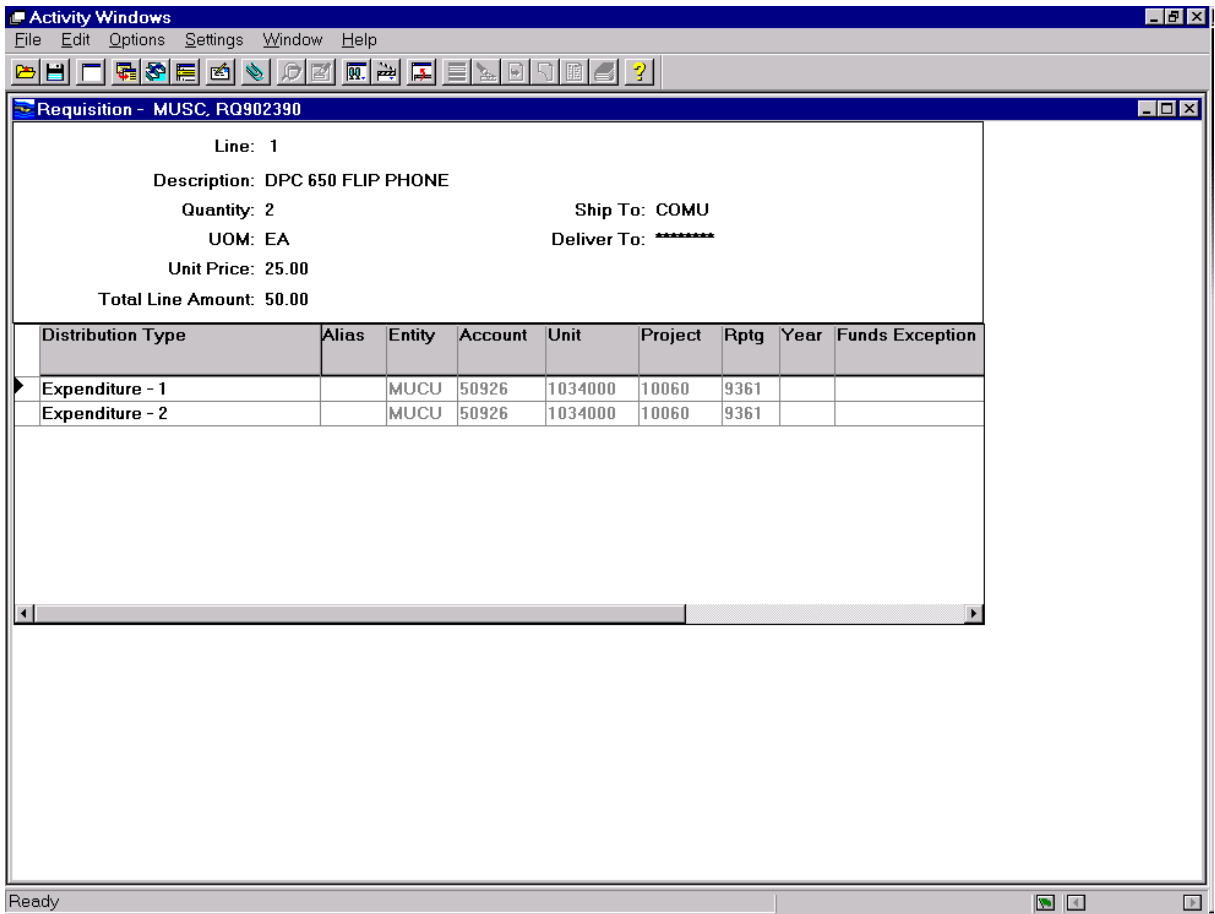 Activity Windows
File Edit Options Settings Window Help
Requisition - MUSC, RQ902390
Line: 1
Description: DPC 650 FLIP PHONE
Quantity: 2 Ship To: COMU
UOM: EA Deliver To: ********
Unit Price: 25.00
Total Line Amount: 50.00
Distribution Type Alias Entity Account Unit Project Rptg Year Funds Exception
Expenditure - 1 MUCU 50926 1034000 10060 9361
Expenditure - 2 MUCU 50926 1034000 10060 9361
Ready